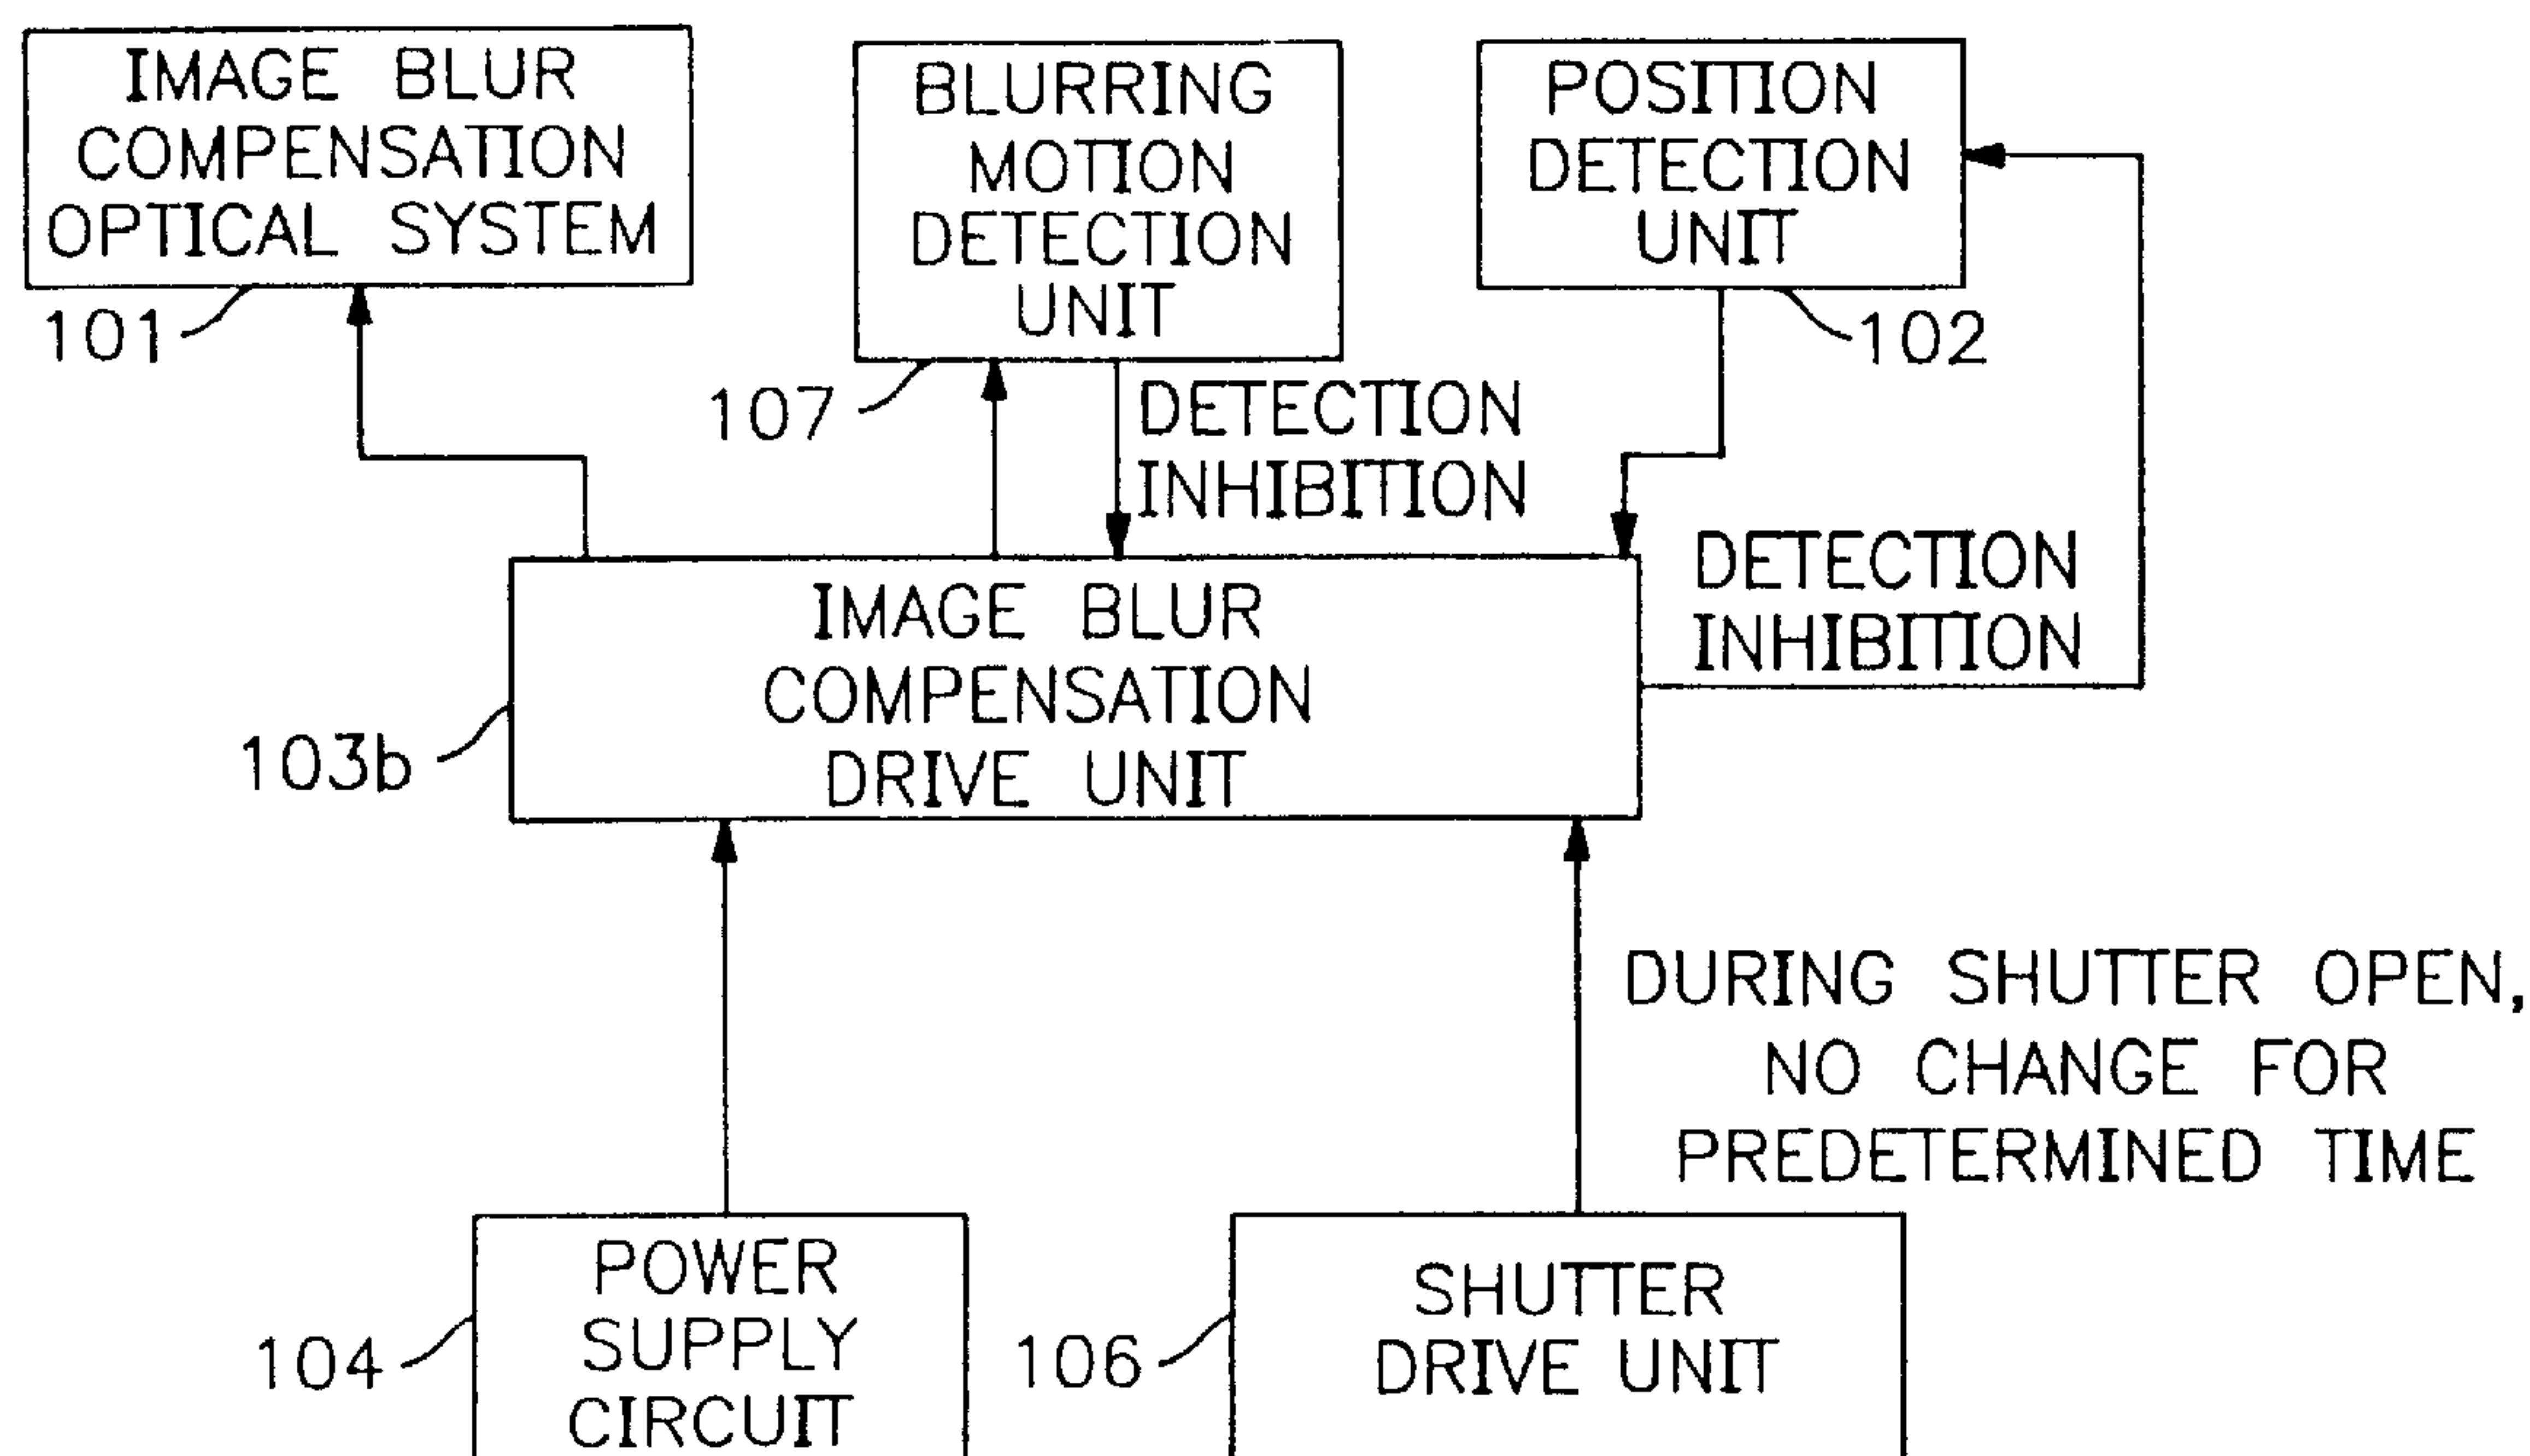 IMAGE BLUR
COMPENSATION
OPTICAL SYSTEM
101
BLURRING
MOTION
DETECTION
UNIT
107
POSITION
DETECTION
UNIT
102
DETECTION
INHIBITION
DETECTION
INHIBITION
IMAGE BLUR
COMPENSATION
DRIVE UNIT
103b
DURING SHUTTER OPEN,
NO CHANGE FOR
PREDETERMINED TIME
POWER
SUPPLY
CIRCUIT
104
SHUTTER
DRIVE UNIT
106